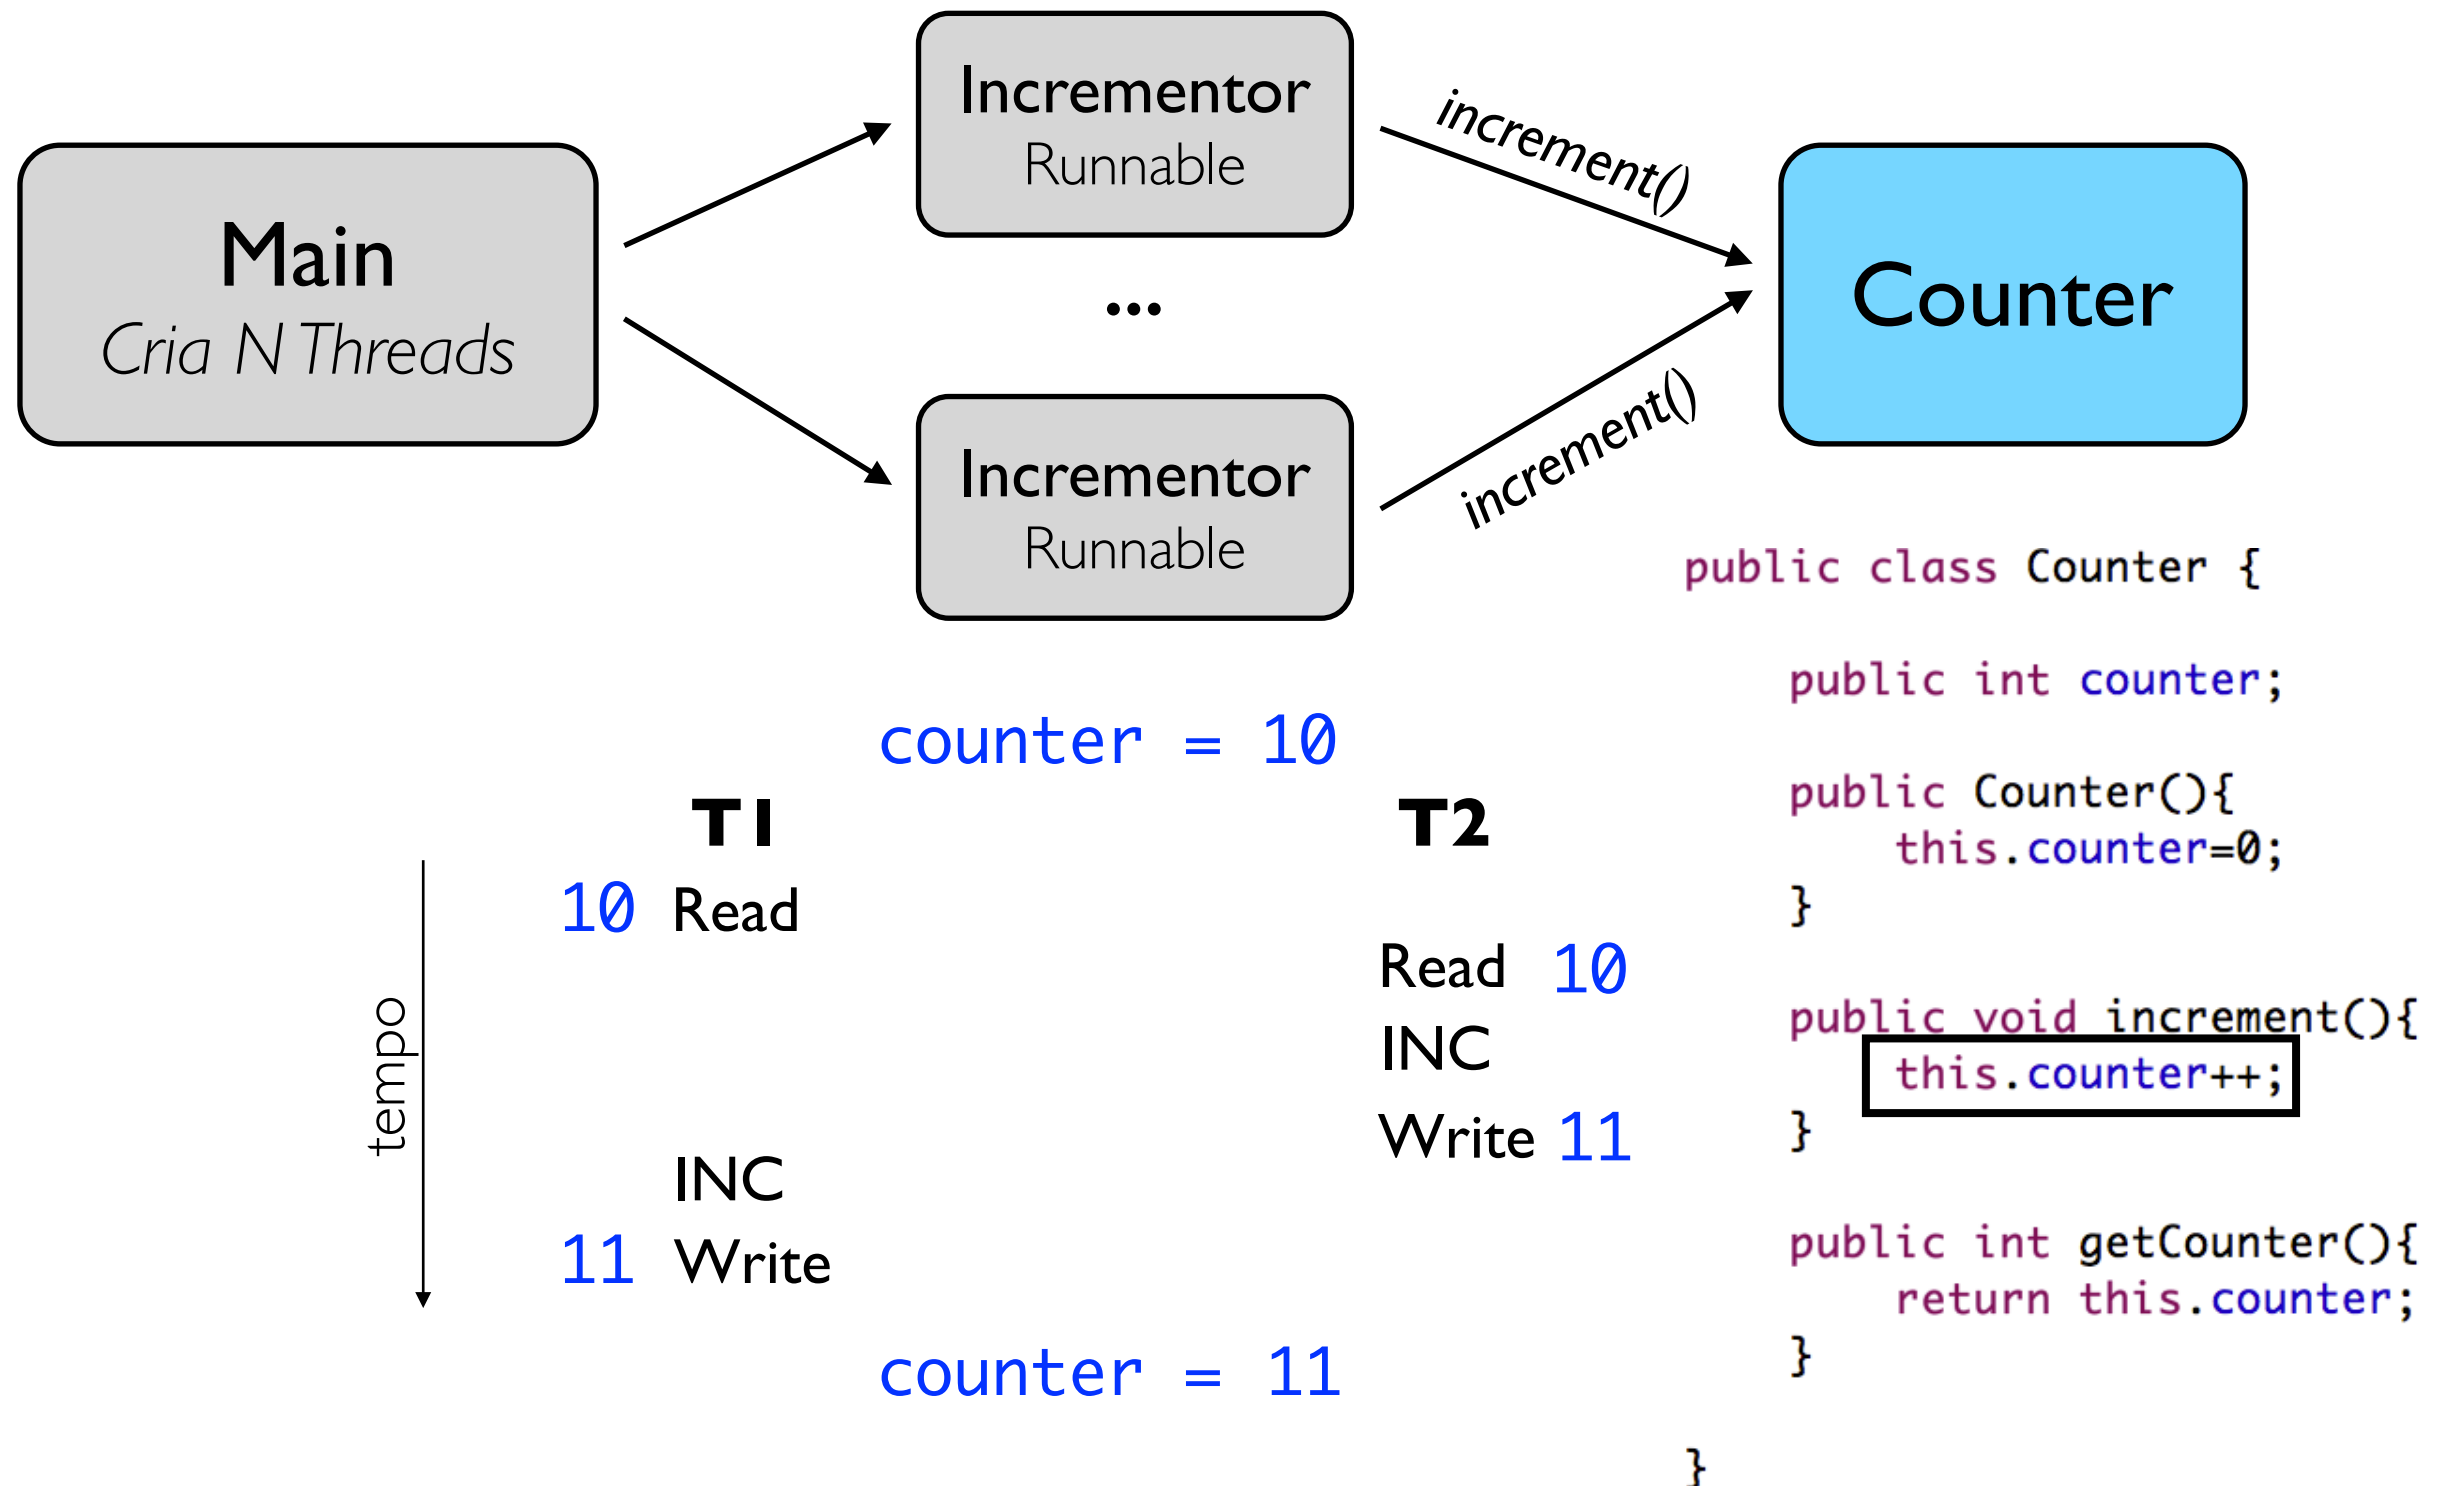 Main
Cria N Threads
Incrementor
Runnable
...
Incrementor
Runnable
increment()
increment()
Counter
counter = 10
T1
T2
tempo
10 Read
Read 10
INC
Write 11
INC
11 Write
counter = 11
public class Counter {
public int counter;
public Counter(){
this.counter=0;
}
public void increment(){
this.counter++;
}
public int getCounter(){
return this.counter;
}
}